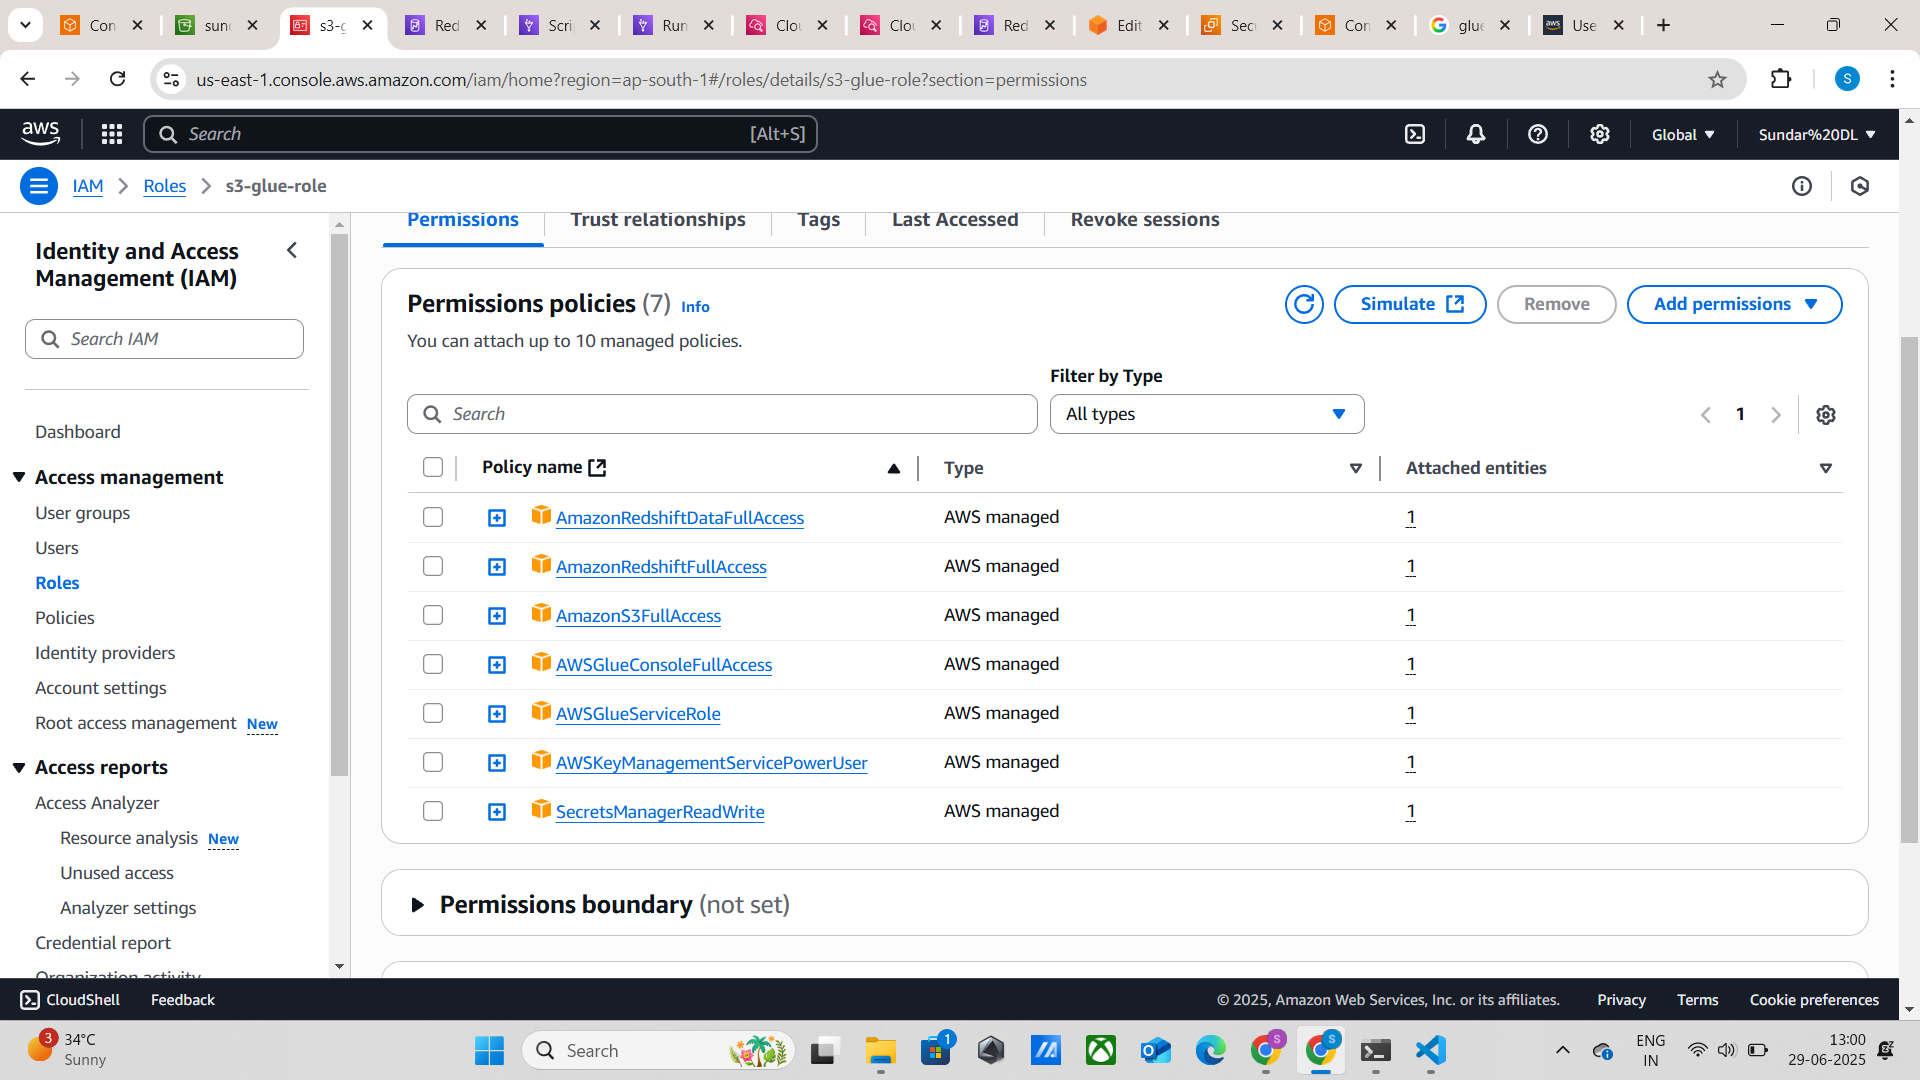 Con
sund
s3-g
Red
Scri
Run
Clou
Clou
Red
Edit
Secu
Con
glue
Use
us-east-1.console.aws.amazon.com/iam/home?region=ap-south-1#/roles/details/s3-glue-role?section=permissions
S
aws
Search
[Alt+S]
Global
Sundar%20DL
IAM
Roles
s3-glue-role
Identity and Access
Management (IAM)
Search IAM
Dashboard
Access management
User groups
Users
Roles
Policies
Identity providers
Account settings
Root access management New
Access reports
Access Analyzer
Resource analysis New
Unused access
Analyzer settings
Credential report
Organization activity
Permissions
Trust relationships
Tags
Last Accessed
Revoke sessions
Permissions policies (7) Info
Simulate
Remove
Add permissions
You can attach up to 10 managed policies.
Filter by Type
Search
All types
1
Policy name
Type
Attached entities
AmazonRedshiftDataFullAccess AWS managed 1
AmazonRedshiftFullAccess AWS managed 1
AmazonS3FullAccess AWS managed 1
AWSGlueConsoleFullAccess AWS managed 1
AWSGlueServiceRole AWS managed 1
AWSKeyManagementServicePowerUser AWS managed 1
SecretsManagerReadWrite AWS managed 1
Permissions boundary (not set)
CloudShell
Feedback
© 2025, Amazon Web Services, Inc. or its affiliates.
Privacy
Terms
Cookie preferences
3
34°C
Sunny
Search
1
S
S
ENG
IN
13:00
29-06-2025